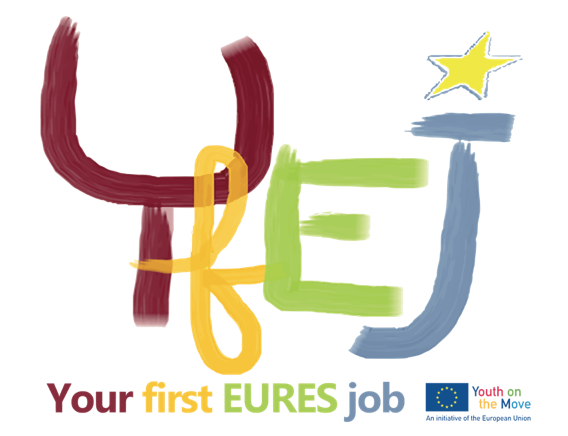 YfEJ
Your first EURES job
Youth on
the Move
An initiative of the European Union